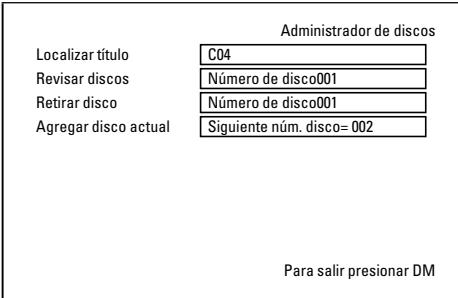 Administrador de discos
Localizar título C04
Revisar discos Número de disco001
Retirar disco Número de disco001
Agregar disco actual Siguiente núm. disco= 002
Para salir presionar DM